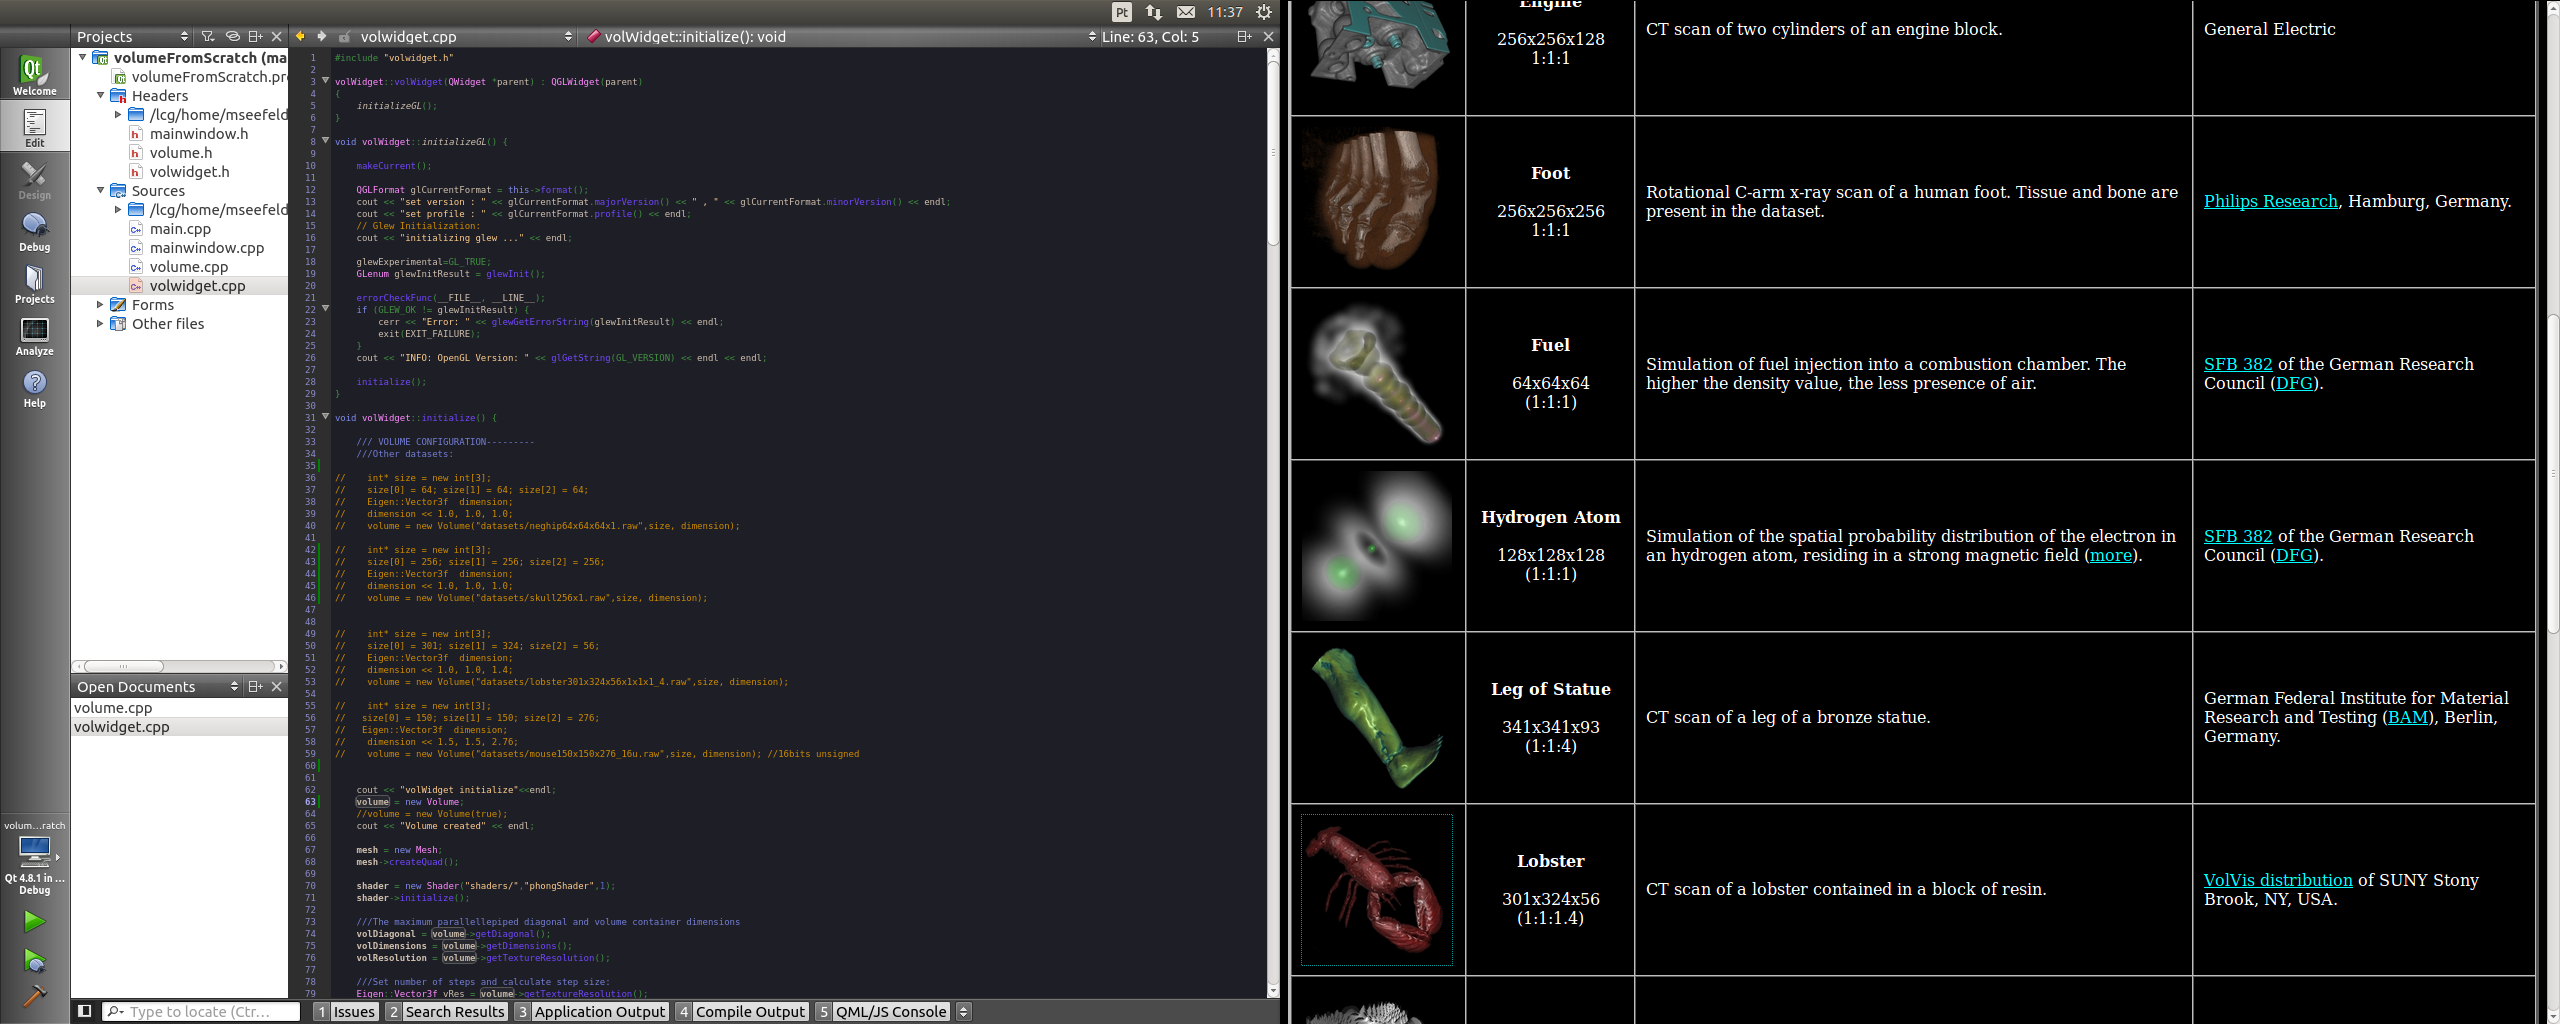 Pt 11:37
Projects
volwidget.cpp
volWidget::initialize(): void
Line: 63, Col: 5
Welcome
Edit
Design
Debug
Projects
Analyze
Help
volum...ratch
Qt 4.8.1 in ...
Debug
volumeFromScratch (ma
volumeFromScratch.pr
Headers
/lcg/home/mseefeld
mainwindow.h
volume.h
volwidget.h
Sources
/lcg/home/mseefeld
main.cpp
mainwindow.cpp
volume.cpp
volwidget.cpp
Forms
Other files
Open Documents
volume.cpp
volwidget.cpp
1 #include "volwidget.h"
2
3 volWidget::volWidget(QWidget *parent) : QGLWidget(parent)
4 {
5 initializeGL();
6 }
7
8 void volWidget::initializeGL() {
9
10 makeCurrent();
11
12 QGLFormat glCurrentFormat = this->format();
13 cout << "set version : " << glCurrentFormat.majorVersion() << " , " << glCurrentFormat.minorVersion() << endl;
14 cout << "set profile : " << glCurrentFormat.profile() << endl;
15 // Glew Initialization:
16 cout << "initializing glew ..." << endl;
17
18 glewExperimental=GL_TRUE;
19 GLenum glewInitResult = glewInit();
20
21 errorCheckFunc(__FILE__, __LINE__);
22 if (GLEW_OK != glewInitResult) {
23 cerr << "Error: " << glewGetErrorString(glewInitResult) << endl;
24 exit(EXIT_FAILURE);
25 }
26 cout << "INFO: OpenGL Version: " << glGetString(GL_VERSION) << endl << endl;
27
28 initialize();
29 }
30
31 void volWidget::initialize() {
32
33 /// VOLUME CONFIGURATION---------
34 ///Other datasets:
35
36 // int* size = new int[3];
37 // size[0] = 64; size[1] = 64; size[2] = 64;
38 // Eigen::Vector3f dimension;
39 // dimension << 1.0, 1.0, 1.0;
40 // volume = new Volume("datasets/neghip64x64x64x1.raw",size, dimension);
41
42 // int* size = new int[3];
43 // size[0] = 256; size[1] = 256; size[2] = 256;
44 // Eigen::Vector3f dimension;
45 // dimension << 1.0, 1.0, 1.0;
46 // volume = new Volume("datasets/skull256x1.raw",size, dimension);
47
48
49 // int* size = new int[3];
50 // size[0] = 301; size[1] = 324; size[2] = 56;
51 // Eigen::Vector3f dimension;
52 // dimension << 1.0, 1.0, 1.4;
53 // volume = new Volume("datasets/lobster301x324x56x1x1x1_4.raw",size, dimension);
54
55 // int* size = new int[3];
56 // size[0] = 150; size[1] = 150; size[2] = 276;
57 // Eigen::Vector3f dimension;
58 // dimension << 1.5, 1.5, 2.76;
59 // volume = new Volume("datasets/mouse150x150x276_16u.raw",size, dimension); //16bits unsigned
60
61
62 cout << "volWidget initialize"<<endl;
63 volume = new Volume;
64 //volume = new Volume(true);
65 cout << "Volume created" << endl;
66
67 mesh = new Mesh;
68 mesh->createQuad();
69
70 shader = new Shader("shaders/","phongShader",1);
71 shader->initialize();
72
73 ///The maximum parallellepiped diagonal and volume container dimensions
74 volDiagonal = volume->getDiagonal();
75 volDimensions = volume->getDimensions();
76 volResolution = volume->getTextureResolution();
77
78 ///Set number of steps and calculate step size:
79 Eigen::Vector3f vRes = volume->getTextureResolution();
Type to locate (Ctr...
1 Issues
2 Search Results
3 Application Output
4 Compile Output
5 QML/JS Console
Engine
256x256x128
1:1:1
CT scan of two cylinders of an engine block.
General Electric
Foot
256x256x256
1:1:1
Rotational C-arm x-ray scan of a human foot. Tissue and bone are
present in the dataset.
Philips Research, Hamburg, Germany.
Fuel
64x64x64
(1:1:1)
Simulation of fuel injection into a combustion chamber. The
higher the density value, the less presence of air.
SFB 382 of the German Research
Council (DFG).
Hydrogen Atom
128x128x128
(1:1:1)
Simulation of the spatial probability distribution of the electron in
an hydrogen atom, residing in a strong magnetic field (more).
SFB 382 of the German Research
Council (DFG).
Leg of Statue
341x341x93
(1:1:4)
CT scan of a leg of a bronze statue.
German Federal Institute for Material
Research and Testing (BAM), Berlin,
Germany.
Lobster
301x324x56
(1:1:1.4)
CT scan of a lobster contained in a block of resin.
VolVis distribution of SUNY Stony
Brook, NY, USA.